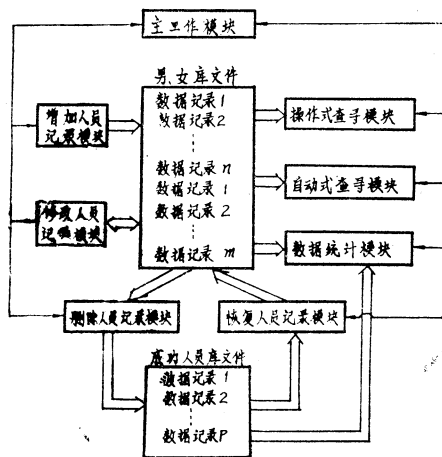 主工作模块
男、女库文件
数据记录1
数据记录2
数据记录n
数据记录1
数据记录2
数据记录m
增加人员
记录模块
修改人员
记录模块
操作式查寻模块
自动式查寻模块
数据统计模块
删除人员记录模块
恢复人员记录模块
成功人员库文件
数据记录1
数据记录2
数据记录P